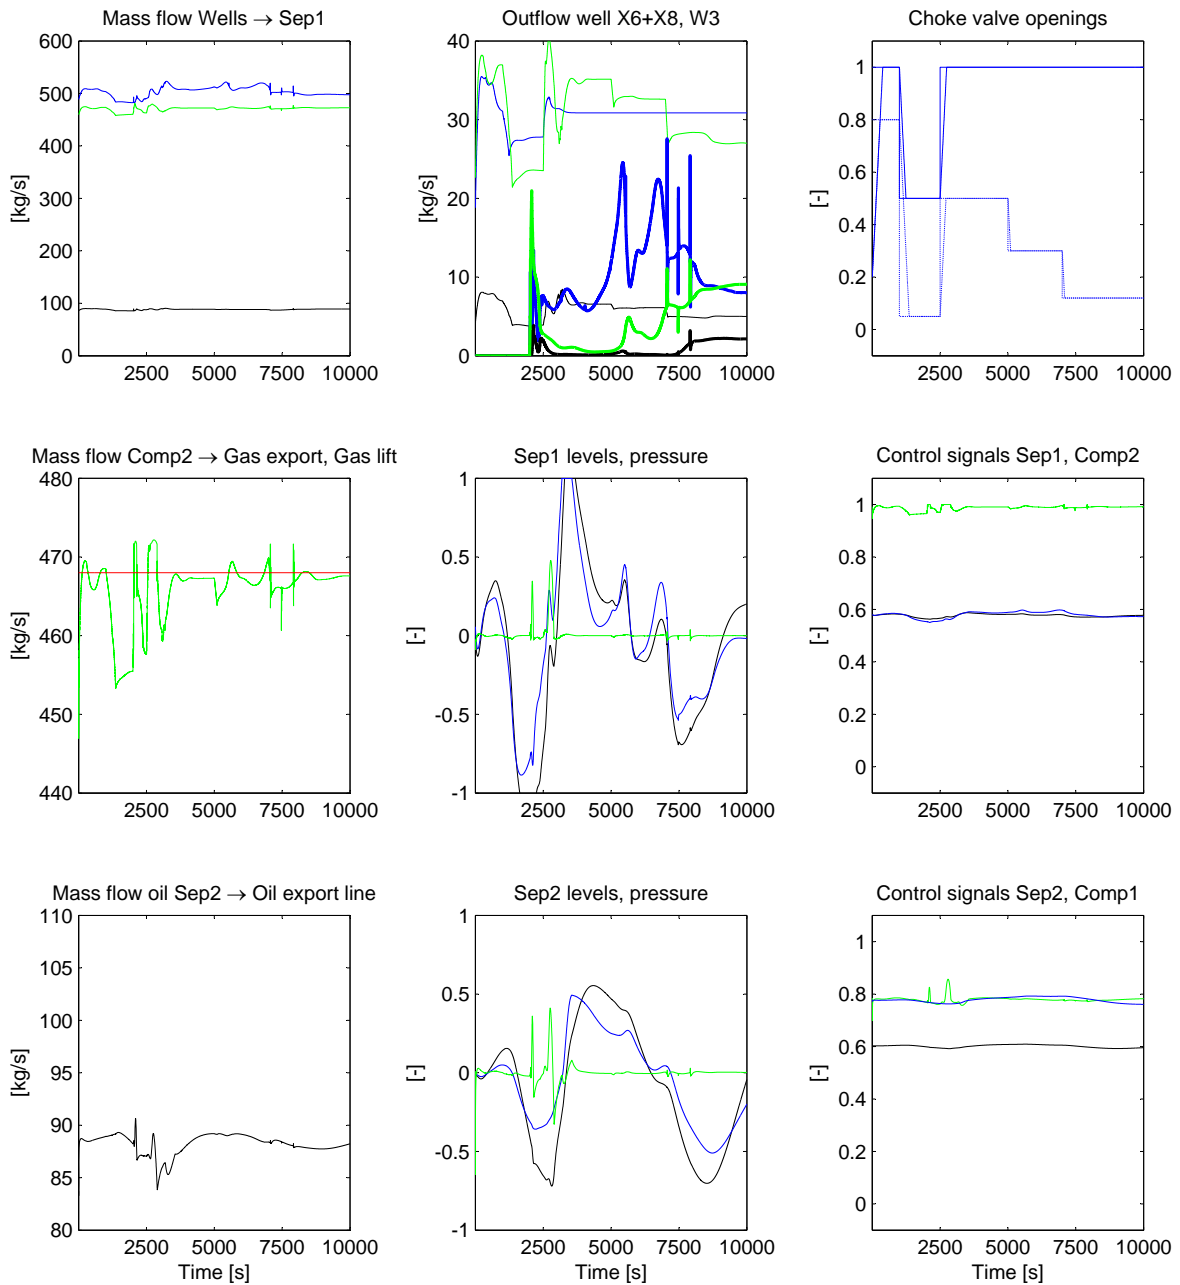 Mass flow Wells → Sep1
Outflow well X6+X8, W3
Choke valve openings
[kg/s]
600
500
400
300
200
100
0
2500 5000 7500 10000
[kg/s]
40
30
20
10
0
2500 5000 7500 10000
[-]
1
0.8
0.6
0.4
0.2
0
2500 5000 7500 10000
Mass flow Comp2 → Gas export, Gas lift
Sep1 levels, pressure
Control signals Sep1, Comp2
[kg/s]
480
470
460
450
440
2500 5000 7500 10000
[-]
1
0.5
0
-0.5
-1
2500 5000 7500 10000
[-]
1
0.8
0.6
0.4
0.2
0
2500 5000 7500 10000
Mass flow oil Sep2 → Oil export line
Sep2 levels, pressure
Control signals Sep2, Comp1
[kg/s]
110
105
100
95
90
85
80
2500 5000 7500 10000
Time [s]
[-]
1
0.5
0
-0.5
-1
2500 5000 7500 10000
Time [s]
[-]
1
0.8
0.6
0.4
0.2
0
2500 5000 7500 10000
Time [s]